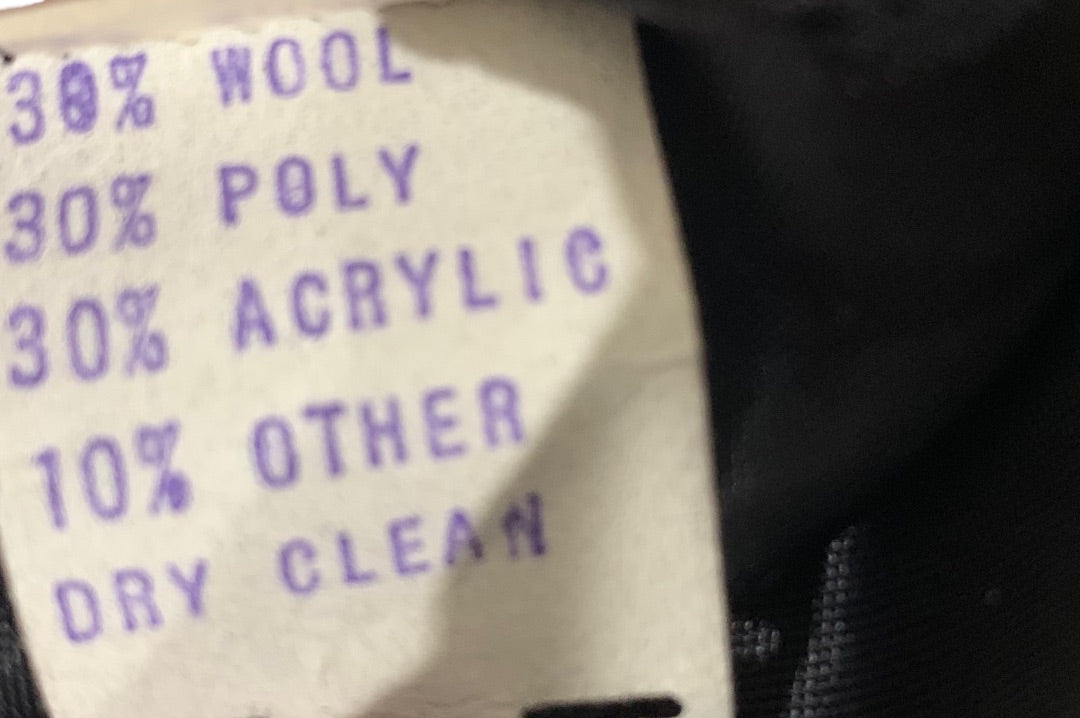 30% WOOL
30% POLY
30% ACRYLIC
10% OTHER
DRY CLEAN